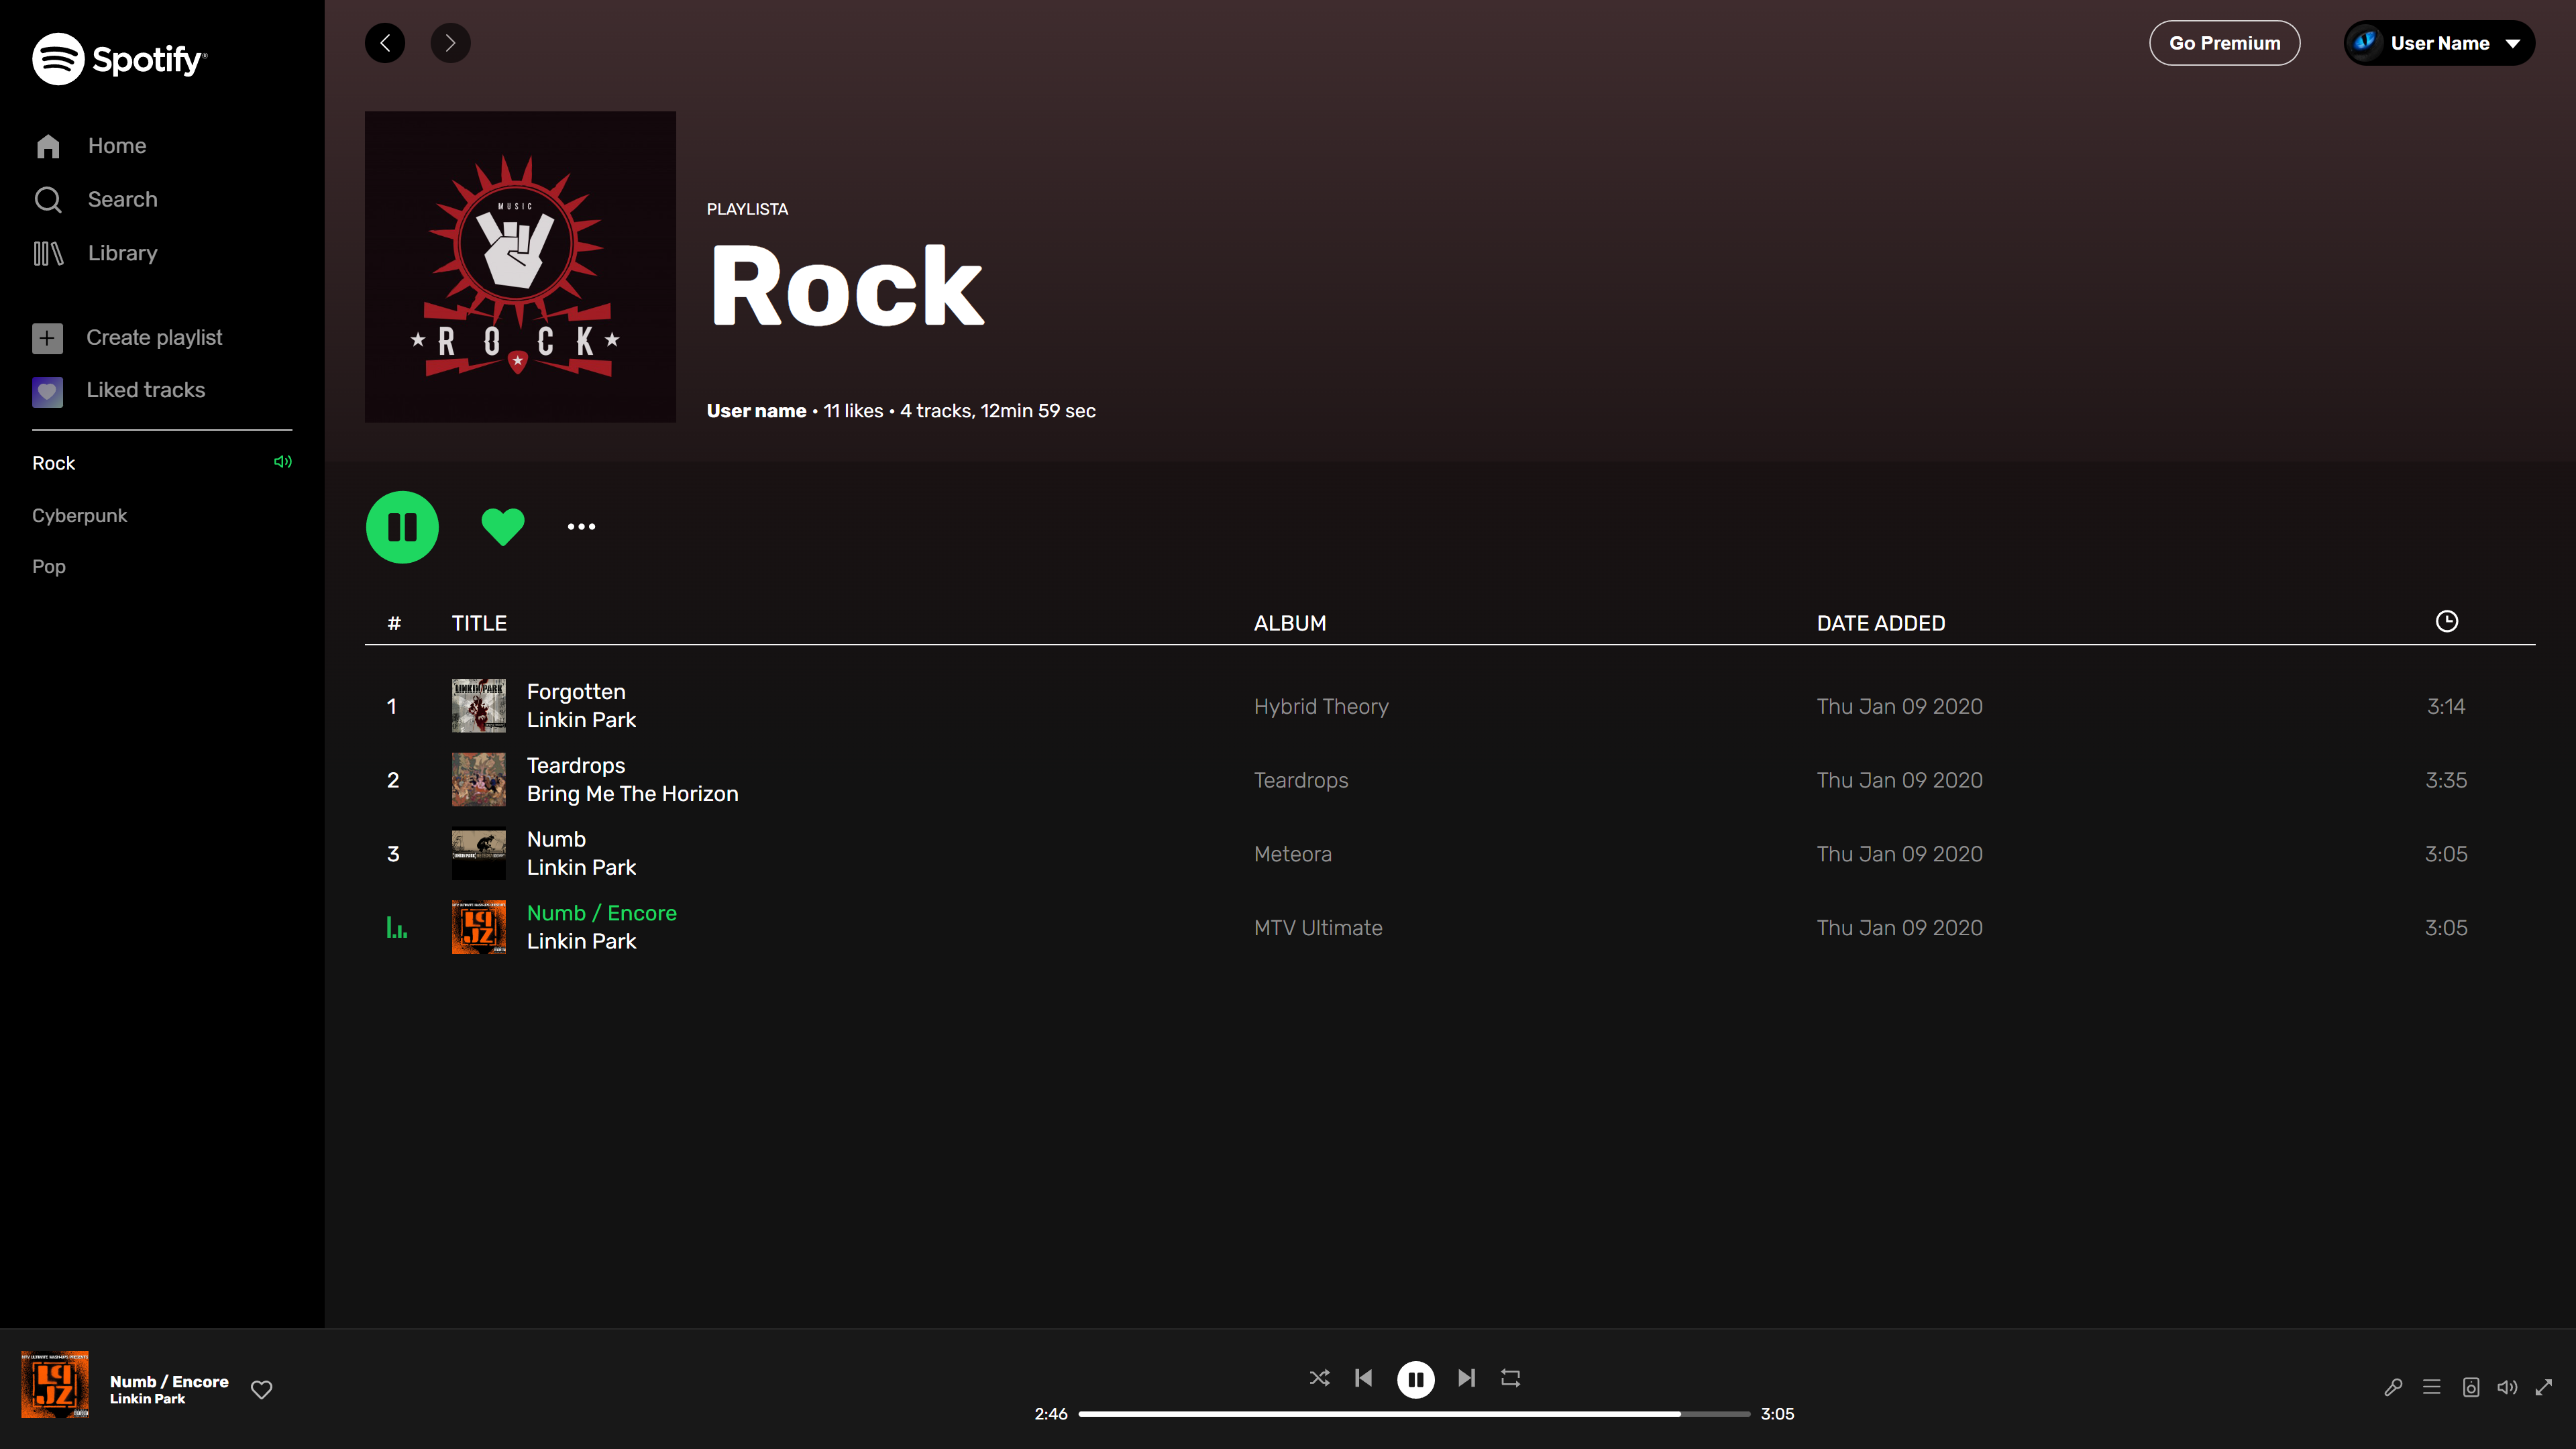 Spotify
Home
Search
Library
Create playlist
Liked tracks
Rock
Cyberpunk
Pop
Go Premium
User Name
MUSIC
ROCK
PLAYLISTA
Rock
User name • 11 likes • 4 tracks, 12min 59 sec
# TITLE ALBUM DATE ADDED
LINKIN PARK
1 Forgotten Hybrid Theory Thu Jan 09 2020 3:14
Linkin Park
2 Teardrops Teardrops Thu Jan 09 2020 3:35
Bring Me The Horizon
3 Numb Meteora Thu Jan 09 2020 3:05
Linkin Park
Numb / Encore MTV Ultimate Thu Jan 09 2020 3:05
Linkin Park
Numb / Encore
Linkin Park
2:46 3:05